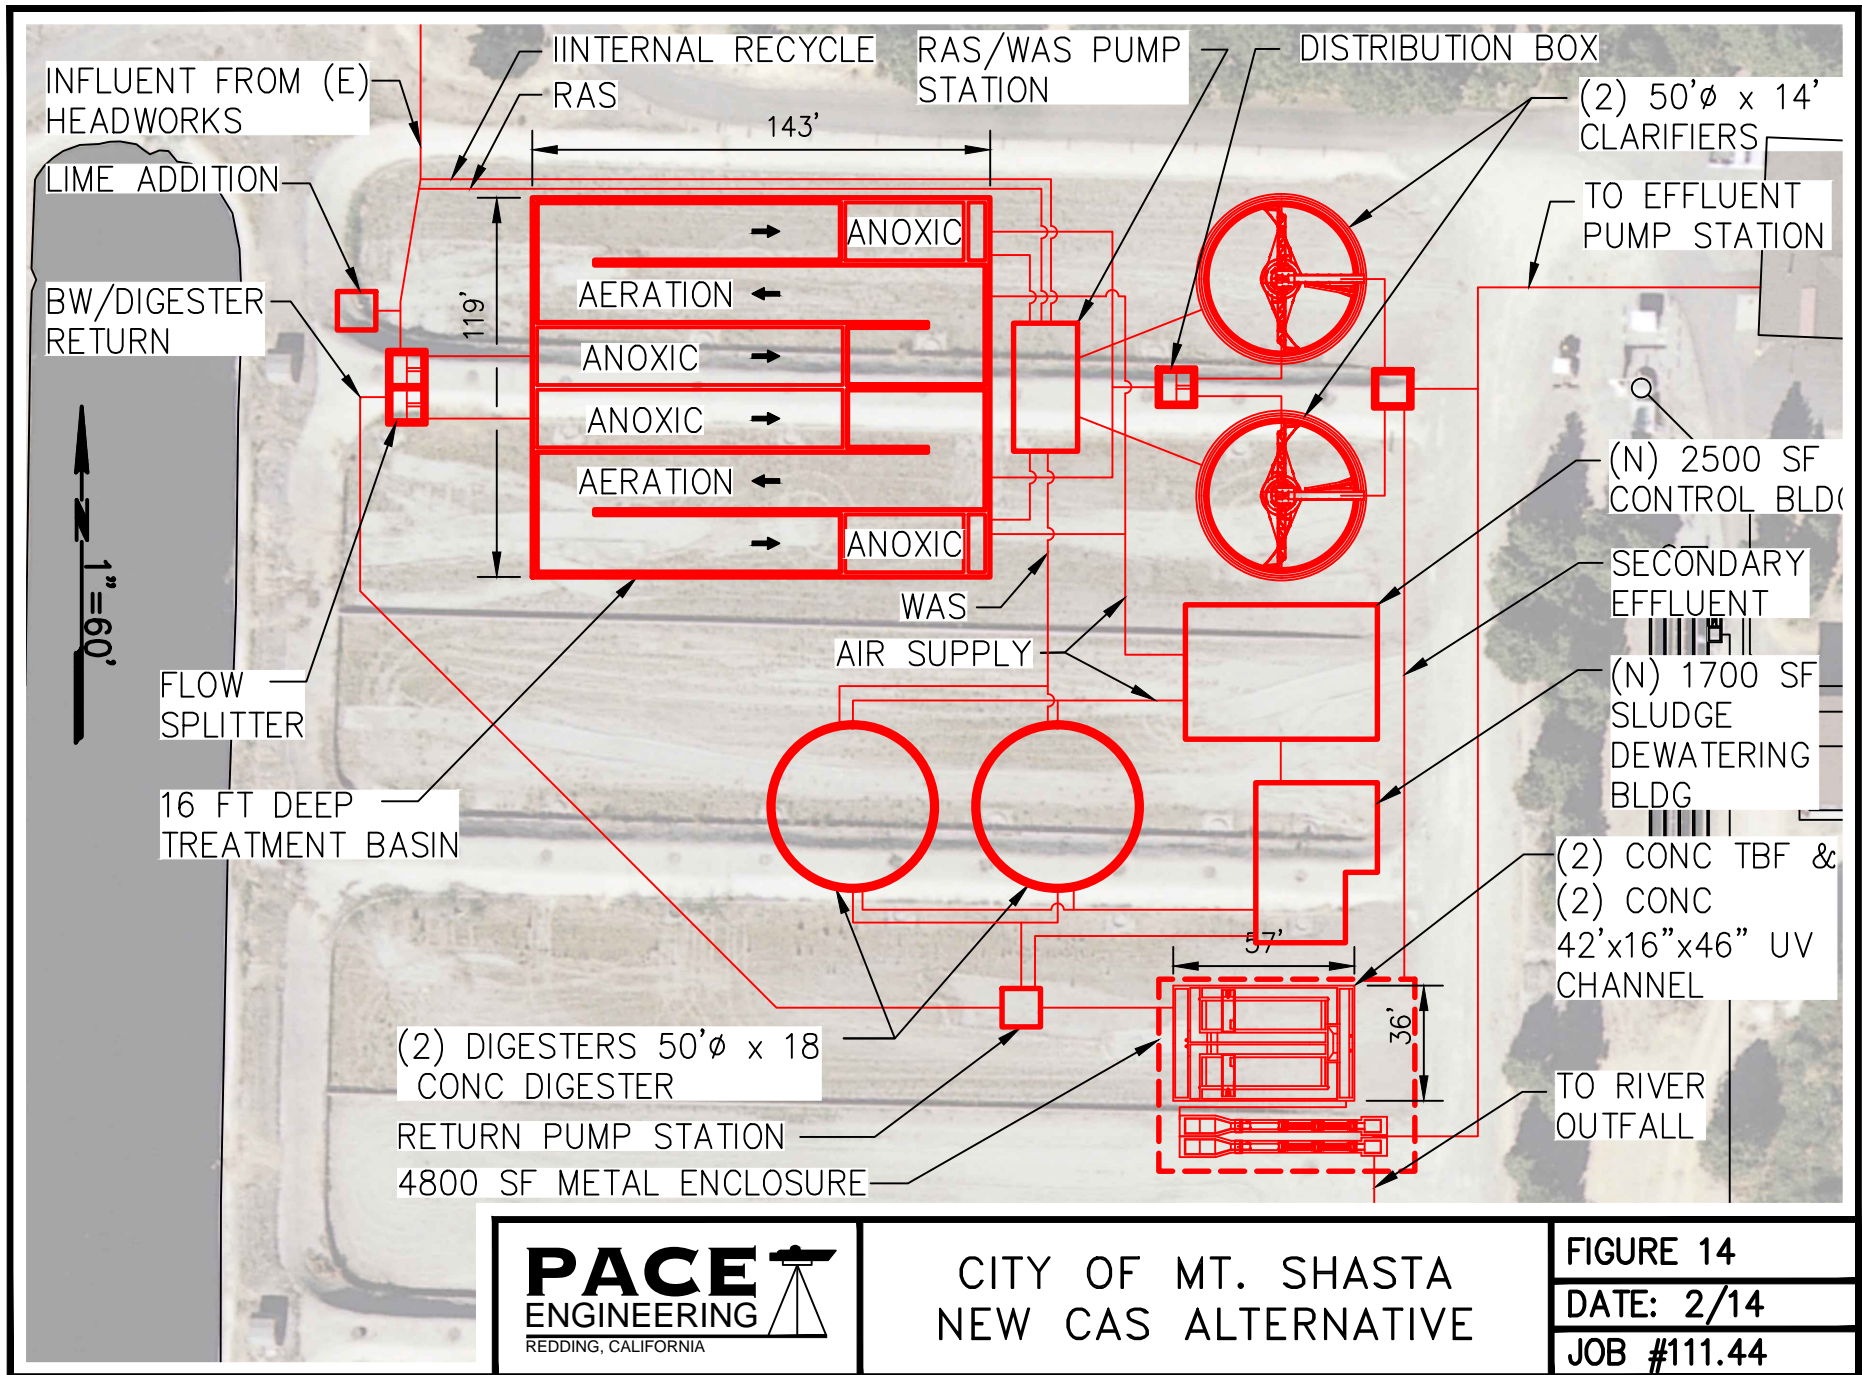 IINTERNAL RECYCLE
RAS
RAS/WAS PUMP
STATION
DISTRIBUTION BOX
INFLUENT FROM (E)
HEADWORKS
(2) 50'ø x 14'
CLARIFIERS
143'
LIME ADDITION
TO EFFLUENT
PUMP STATION
ANOXIC
BW/DIGESTER
RETURN
119'
AERATION
ANOXIC
ANOXIC
AERATION
ANOXIC
(N) 2500 SF
CONTROL BLDG
N
1"=60'
SECONDARY
EFFLUENT
WAS
AIR SUPPLY
FLOW
SPLITTER
(N) 1700 SF
SLUDGE
DEWATERING
BLDG
16 FT DEEP
TREATMENT BASIN
(2) CONC TBF &
(2) CONC
42'x16"x46" UV
CHANNEL
57'
36'
(2) DIGESTERS 50'ø x 18
CONC DIGESTER
RETURN PUMP STATION
4800 SF METAL ENCLOSURE
TO RIVER
OUTFALL
PACE
ENGINEERING
REDDING, CALIFORNIA
CITY OF MT. SHASTA
NEW CAS ALTERNATIVE
FIGURE 14
DATE: 2/14
JOB #111.44